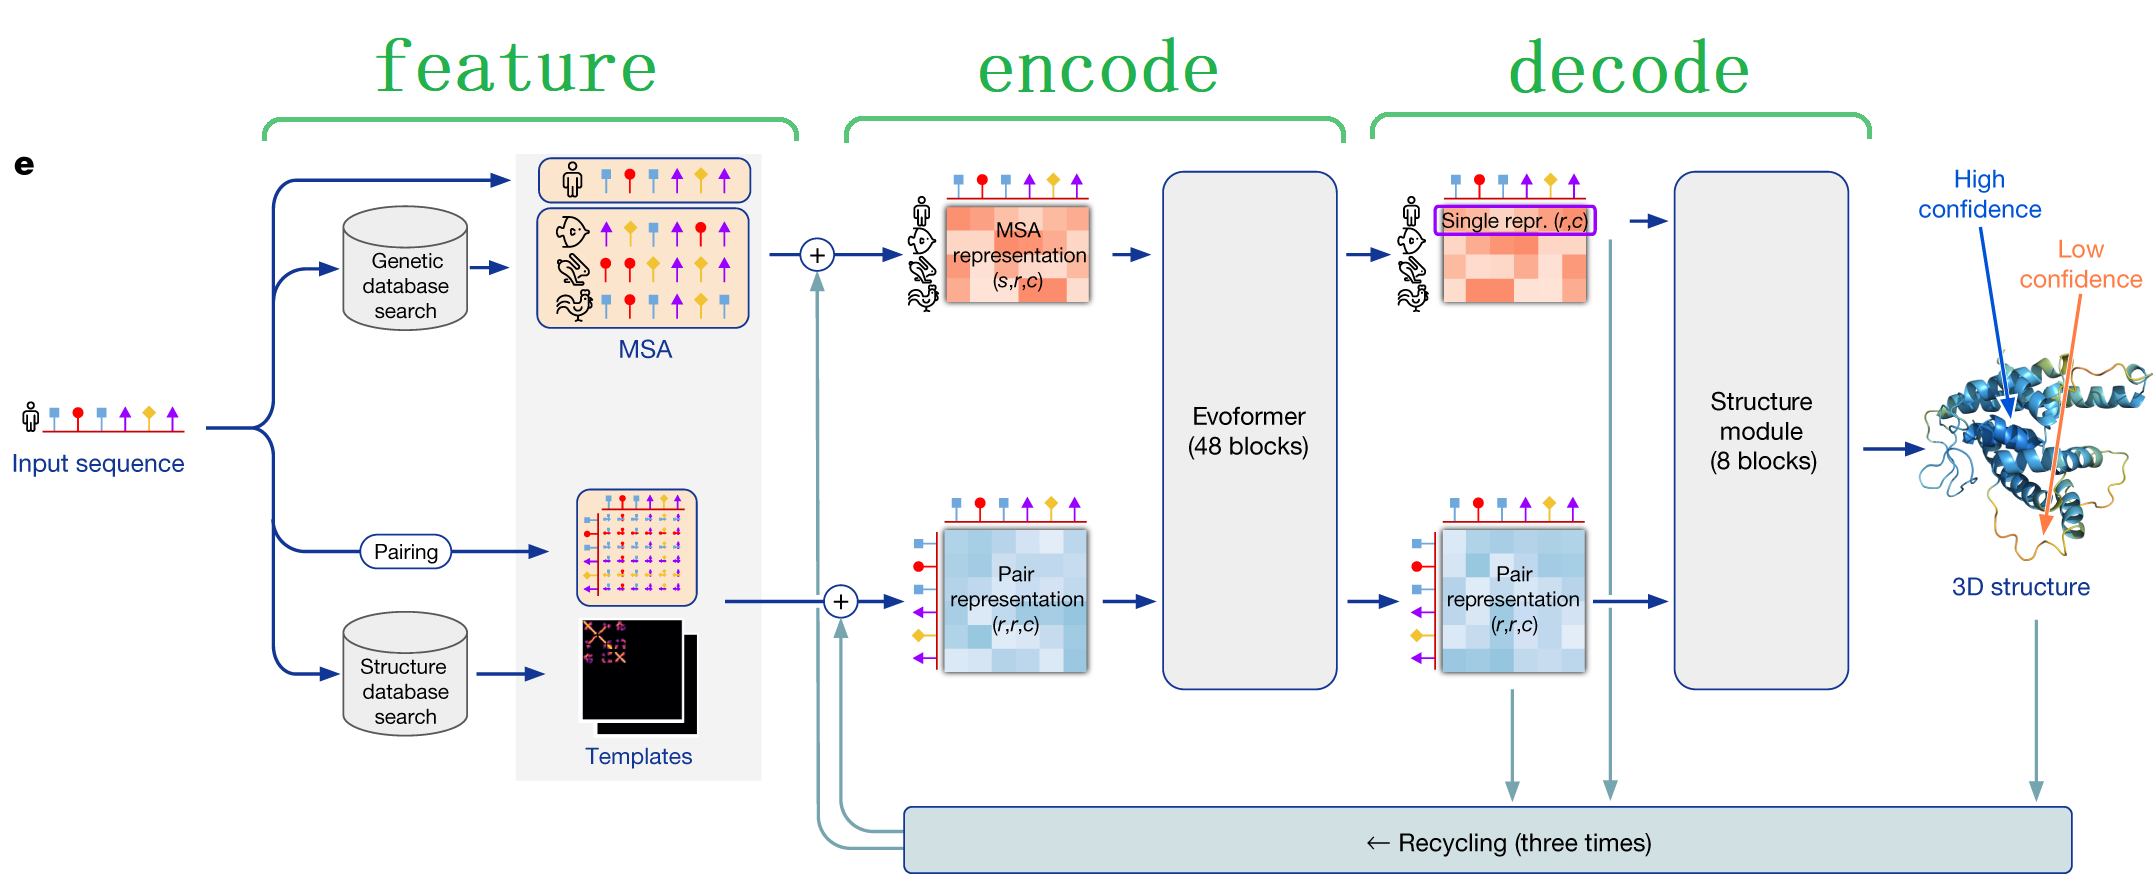 feature
encode
decode
e
High
confidence
Low
confidence
Genetic
database
search
MSA
MSA
representation
(s,r,c)
Single repr. (r,c)
Input sequence
Evoformer
(48 blocks)
Structure
module
(8 blocks)
Pairing
Pair
representation
(r,r,c)
Pair
representation
(r,r,c)
3D structure
Structure
database
search
Templates
← Recycling (three times)
+
+